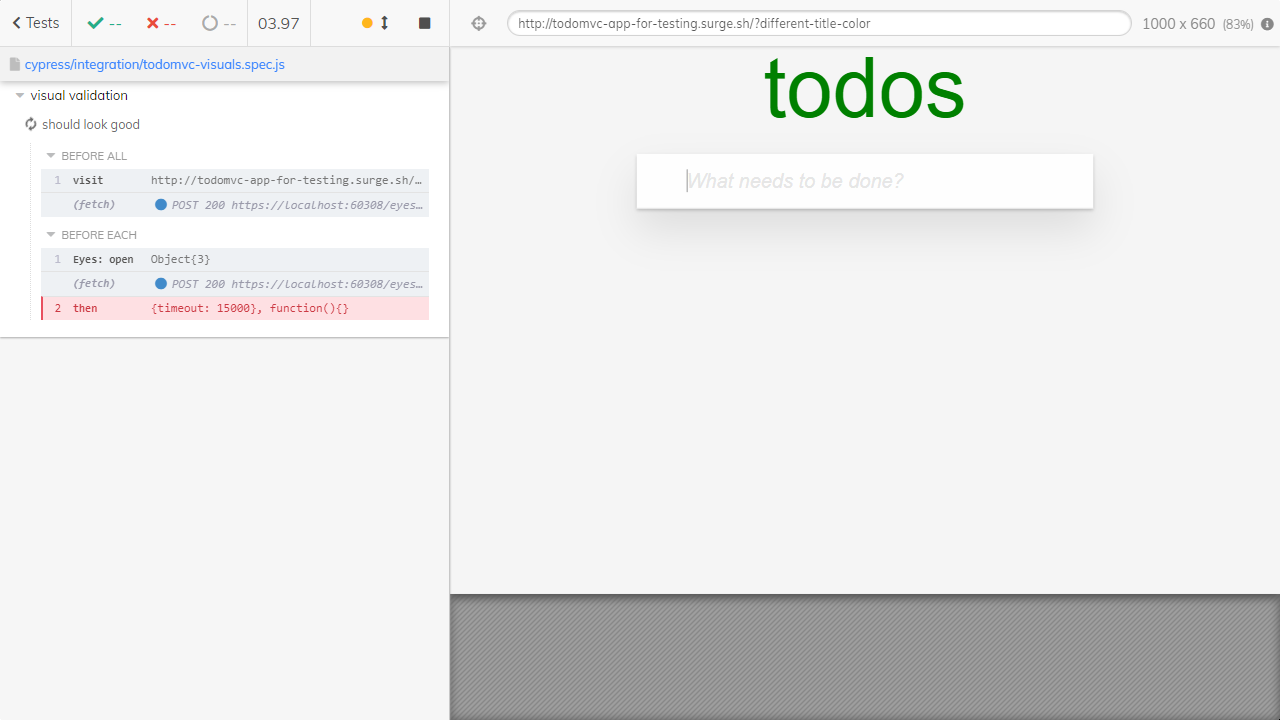 Tests -- -- -- 03.97
http://todomvc-app-for-testing.surge.sh/?different-title-color 1000 x 660 (83%)
cypress/integration/todomvc-visuals.spec.js
visual validation
should look good
BEFORE ALL
1 visit http://todomvc-app-for-testing.surge.sh/…
(fetch) POST 200 https://localhost:60308/eyes…
BEFORE EACH
1 Eyes: open Object{3}
(fetch) POST 200 https://localhost:60308/eyes…
2 then {timeout: 15000}, function(){}
todos
What needs to be done?